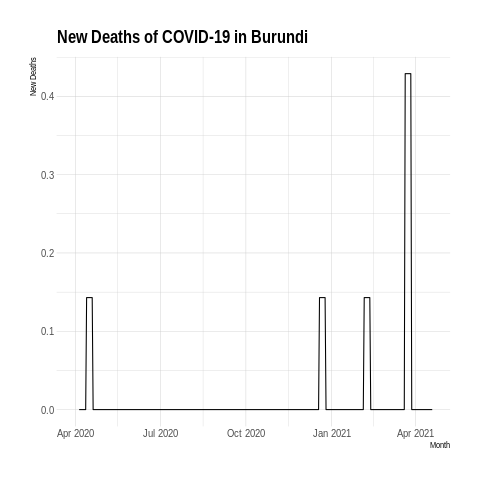 New Deaths of COVID-19 in Burundi
New Deaths
0.4
0.3
0.2
0.1
0.0
Apr 2020 Jul 2020 Oct 2020 Jan 2021 Apr 2021
Month